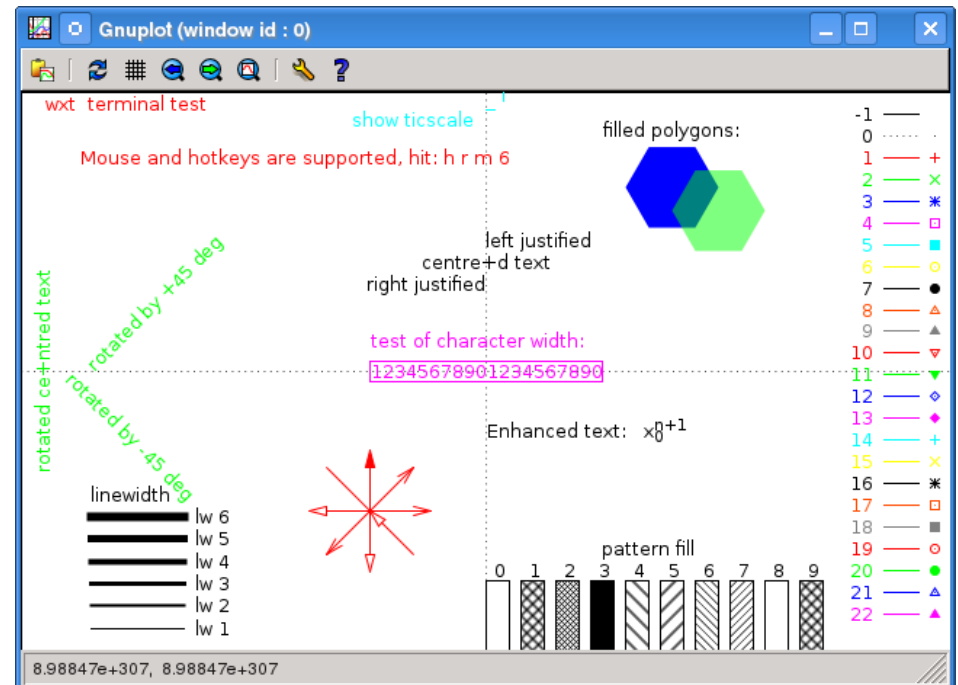 Gnuplot (window id : 0)
wxt terminal test
show ticscale
filled polygons:
Mouse and hotkeys are supported, hit: h r m 6
left justified
centre+d text
right justified
rotated by +45 deg
rotated ce+ntred text
rotated by -45 deg
test of character width:
12345678901234567890
Enhanced text: x₀ⁿ⁺¹
linewidth
lw 6
lw 5
lw 4
lw 3
lw 2
lw 1
pattern fill
0 1 2 3 4 5 6 7 8 9
-1
0
1
2
3
4
5
6
7
8
9
10
11
12
13
14
15
16
17
18
19
20
21
22
8.98847e+307, 8.98847e+307